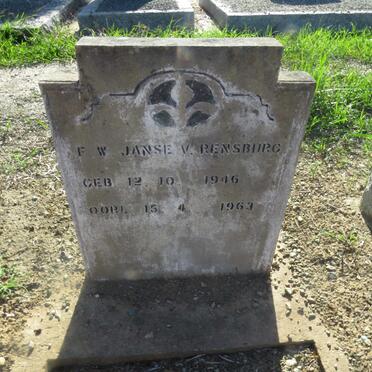 F W JANSE V. RENSBURG
GEB 12 10 1946
OORL 15 4 1963